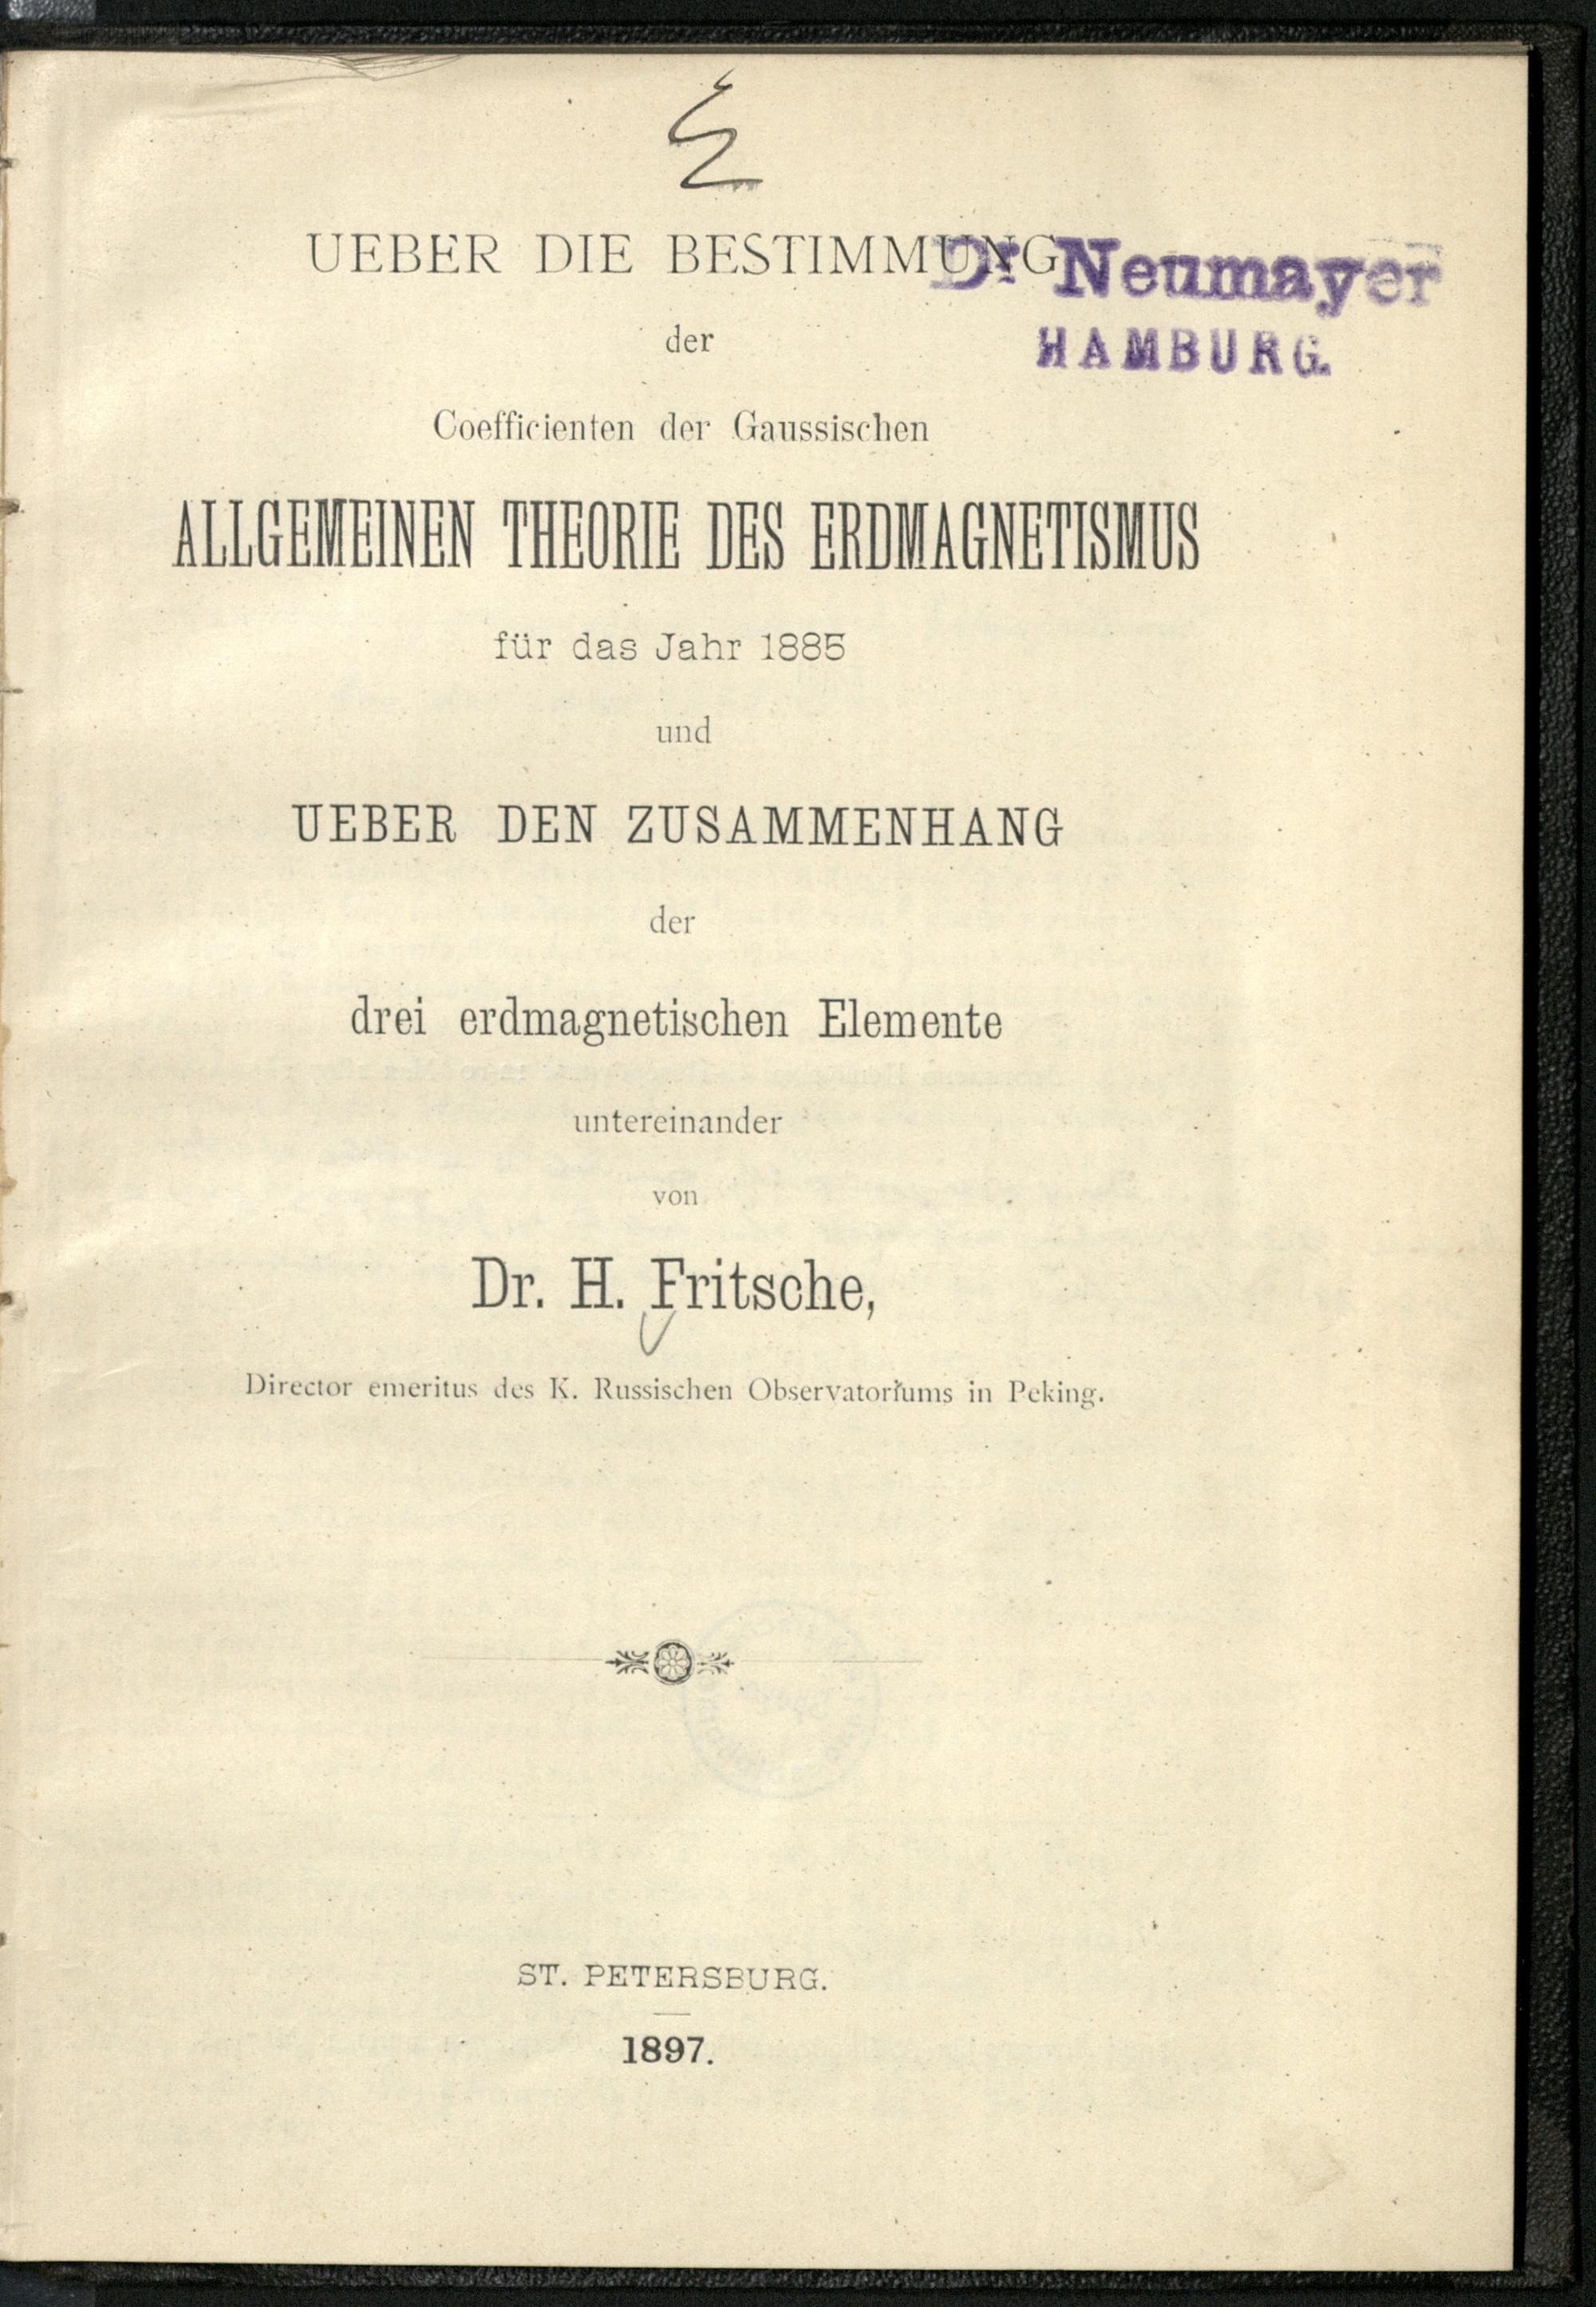 UEBER DIE BESTIMMUNG
Dr Neumayer
HAMBURG.
der
Coefficienten der Gaussischen
ALLGEMEINEN THEORIE DES ERDMAGNETISMUS
für das Jahr 1885
und
UEBER DEN ZUSAMMENHANG
der
drei erdmagnetischen Elemente
untereinander
von
Dr. H. Fritsche,
Director emeritus des K. Russischen Observatoriums in Peking.
ST. PETERSBURG.
1897.